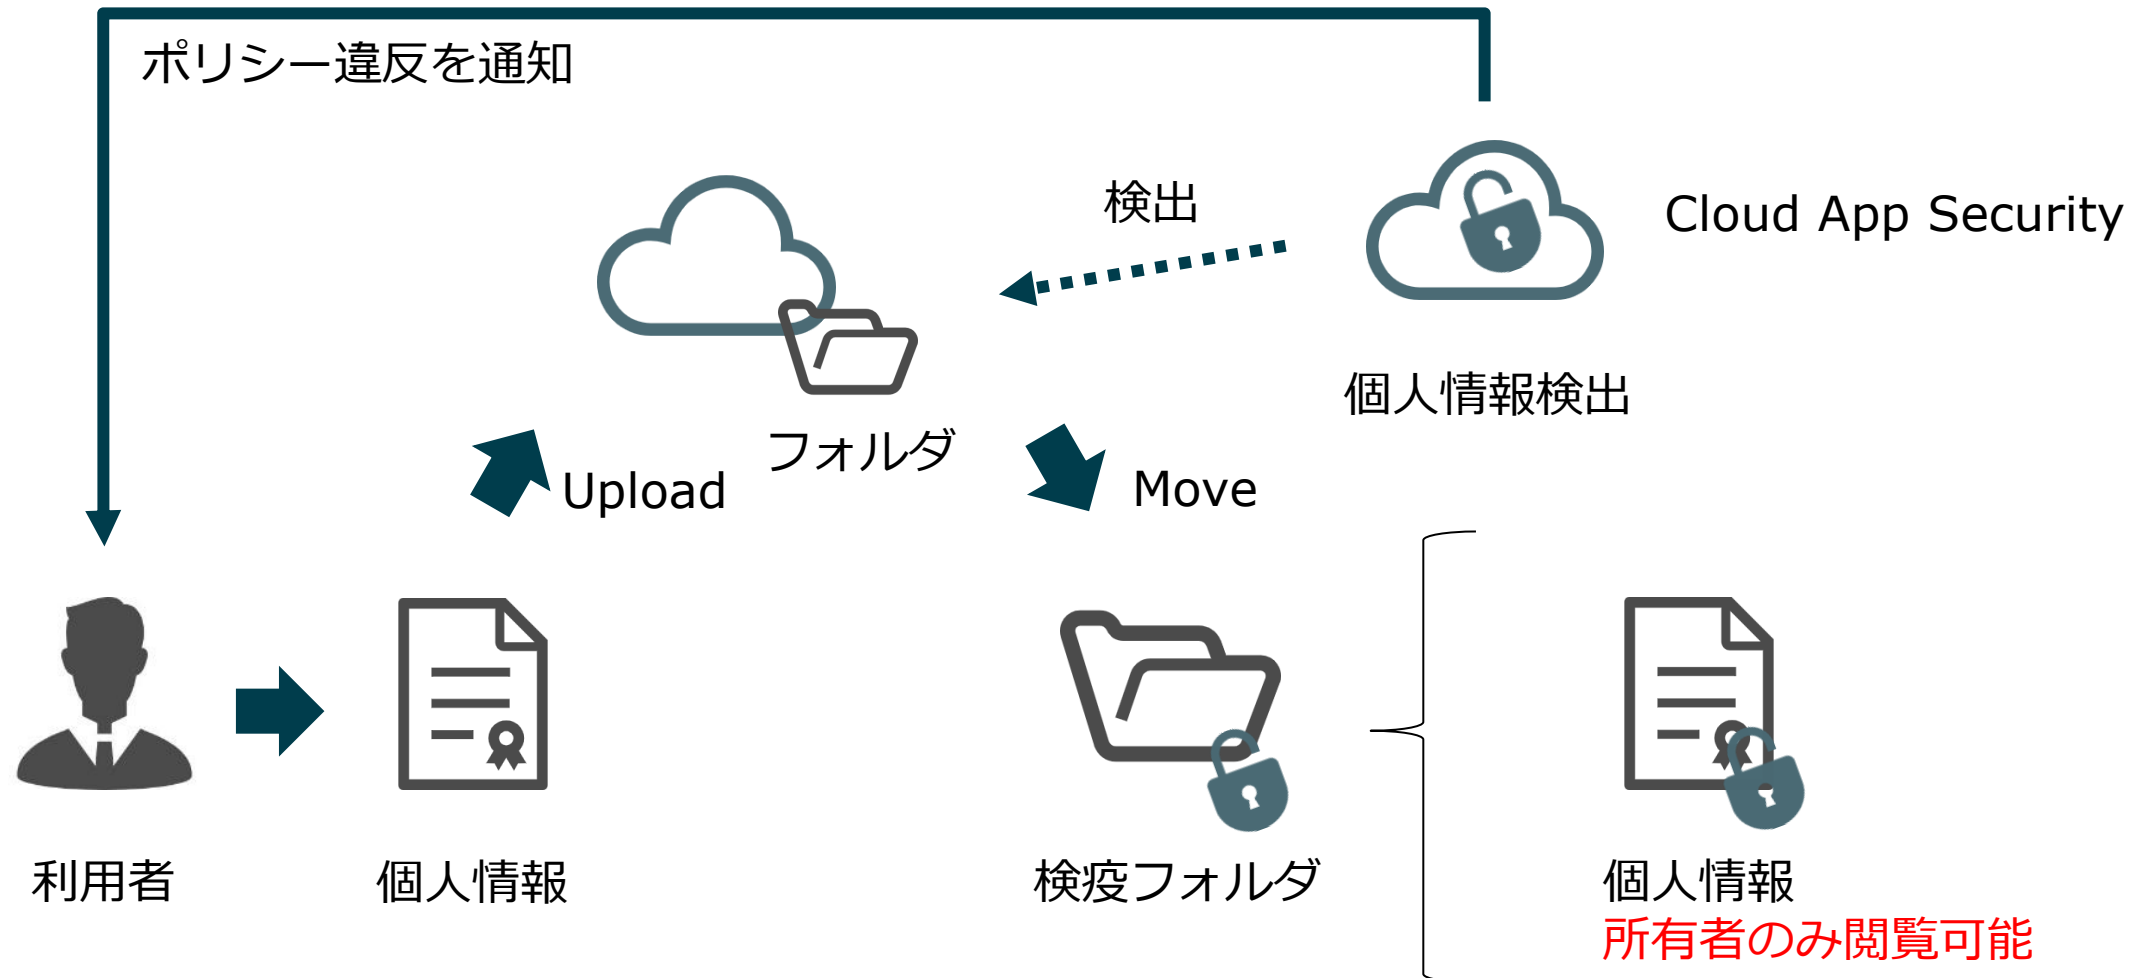 ポリシー違反を通知
検出
Cloud App Security
個人情報検出
フォルダ
Upload
Move
利用者
個人情報
検疫フォルダ
個人情報
所有者のみ閲覧可能